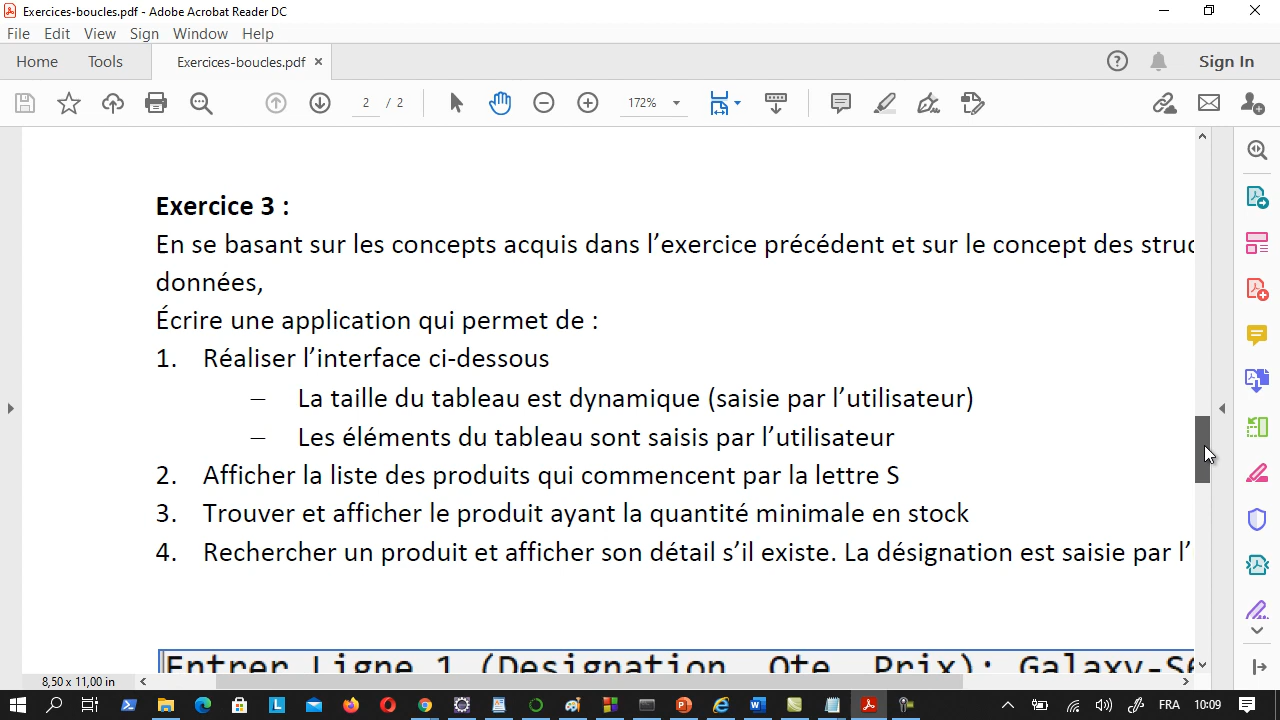 Exercices-boucles.pdf - Adobe Acrobat Reader DC
File Edit View Sign Window Help
Home Tools Exercices-boucles.pdf × Sign In
2 / 2 172%
Exercice 3 :
En se basant sur les concepts acquis dans l’exercice précédent et sur le concept des struc
données,
Écrire une application qui permet de :
1. Réaliser l’interface ci-dessous
– La taille du tableau est dynamique (saisie par l’utilisateur)
– Les éléments du tableau sont saisis par l’utilisateur
2. Afficher la liste des produits qui commencent par la lettre S
3. Trouver et afficher le produit ayant la quantité minimale en stock
4. Rechercher un produit et afficher son détail s’il existe. La désignation est saisie par l’
Entrer Ligne 1 (Designation Qte Prix): Galaxy-S6
8,50 x 11,00 in
FRA 10:09